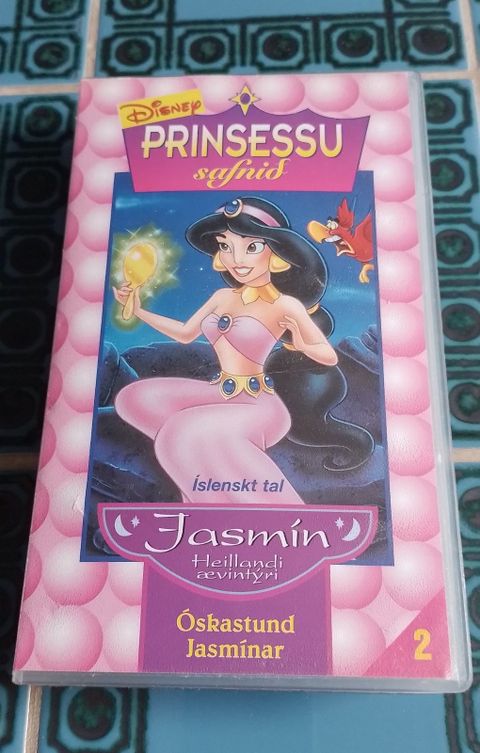 Disney
PRINSESSU
safnið
Íslenskt tal
Jasmín
Heillandi
ævintýri
Óskastund
Jasmínar
2